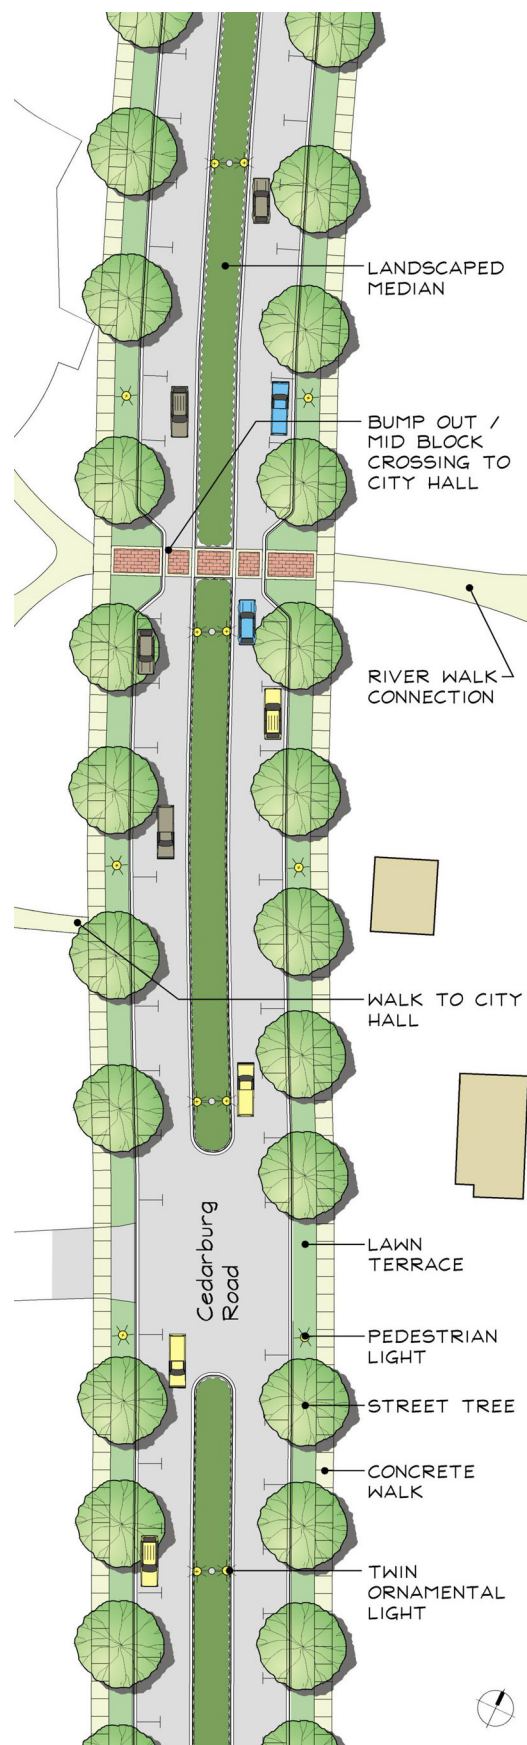 LANDSCAPED
MEDIAN
BUMP OUT /
MID BLOCK
CROSSING TO
CITY HALL
RIVER WALK
CONNECTION
WALK TO CITY
HALL
Cedarburg
Road
LAWN
TERRACE
PEDESTRIAN
LIGHT
STREET TREE
CONCRETE
WALK
TWIN
ORNAMENTAL
LIGHT